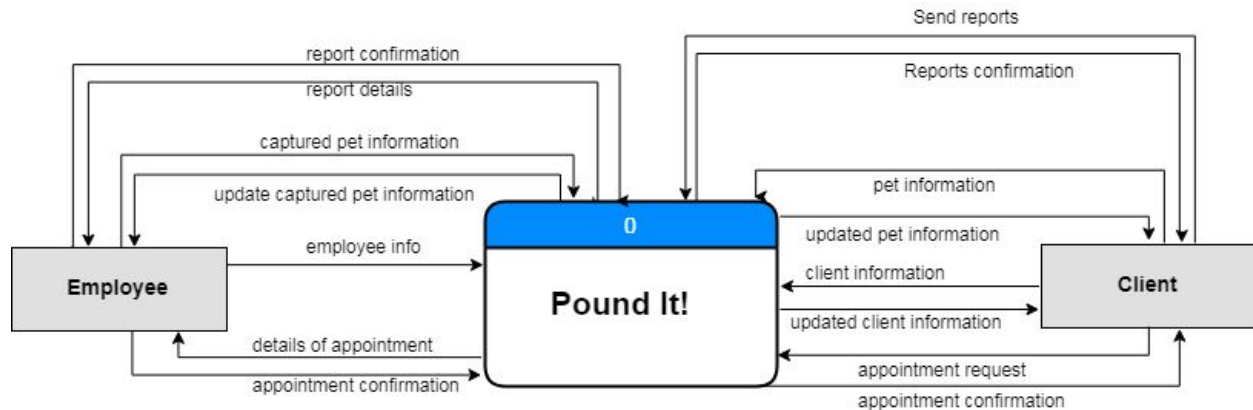 Send reports
report confirmation
Reports confirmation
report details
captured pet information
pet information
update captured pet information
0
updated pet information
employee info
client information
Employee
Pound It!
Client
updated client information
details of appointment
appointment request
appointment confirmation
appointment confirmation